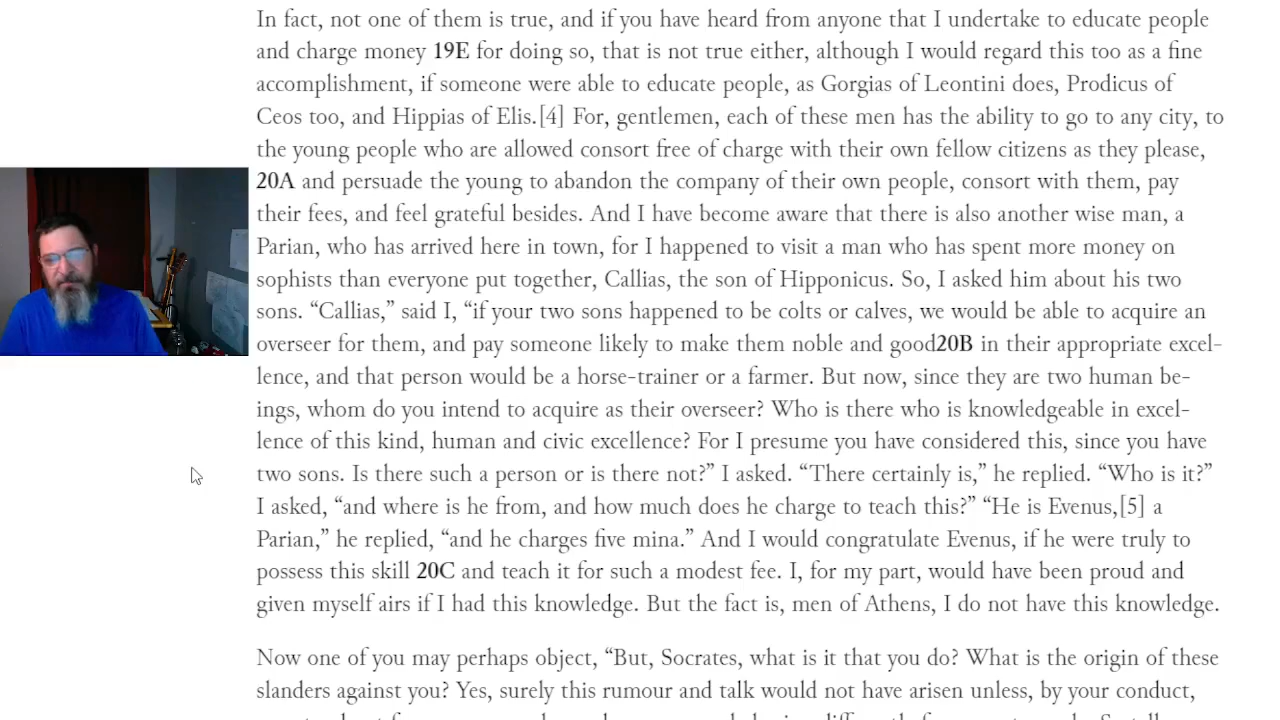 In fact, not one of them is true, and if you have heard from anyone that I undertake to educate people
and charge money 19E for doing so, that is not true either, although I would regard this too as a fine
accomplishment, if someone were able to educate people, as Gorgias of Leontini does, Prodicus of
Ceos too, and Hippias of Elis.[4] For, gentlemen, each of these men has the ability to go to any city, to
the young people who are allowed consort free of charge with their own fellow citizens as they please,
20A and persuade the young to abandon the company of their own people, consort with them, pay
their fees, and feel grateful besides. And I have become aware that there is also another wise man, a
Parian, who has arrived here in town, for I happened to visit a man who has spent more money on
sophists than everyone put together, Callias, the son of Hipponicus. So, I asked him about his two
sons. “Callias,” said I, “if your two sons happened to be colts or calves, we would be able to acquire an
overseer for them, and pay someone likely to make them noble and good20B in their appropriate excel-
lence, and that person would be a horse-trainer or a farmer. But now, since they are two human be-
ings, whom do you intend to acquire as their overseer? Who is there who is knowledgeable in excel-
lence of this kind, human and civic excellence? For I presume you have considered this, since you have
two sons. Is there such a person or is there not?” I asked. “There certainly is,” he replied. “Who is it?”
I asked, “and where is he from, and how much does he charge to teach this?” “He is Evenus,[5] a
Parian,” he replied, “and he charges five mina.” And I would congratulate Evenus, if he were truly to
possess this skill 20C and teach it for such a modest fee. I, for my part, would have been proud and
given myself airs if I had this knowledge. But the fact is, men of Athens, I do not have this knowledge.
Now one of you may perhaps object, “But, Socrates, what is it that you do? What is the origin of these
slanders against you? Yes, surely this rumour and talk would not have arisen unless, by your conduct,